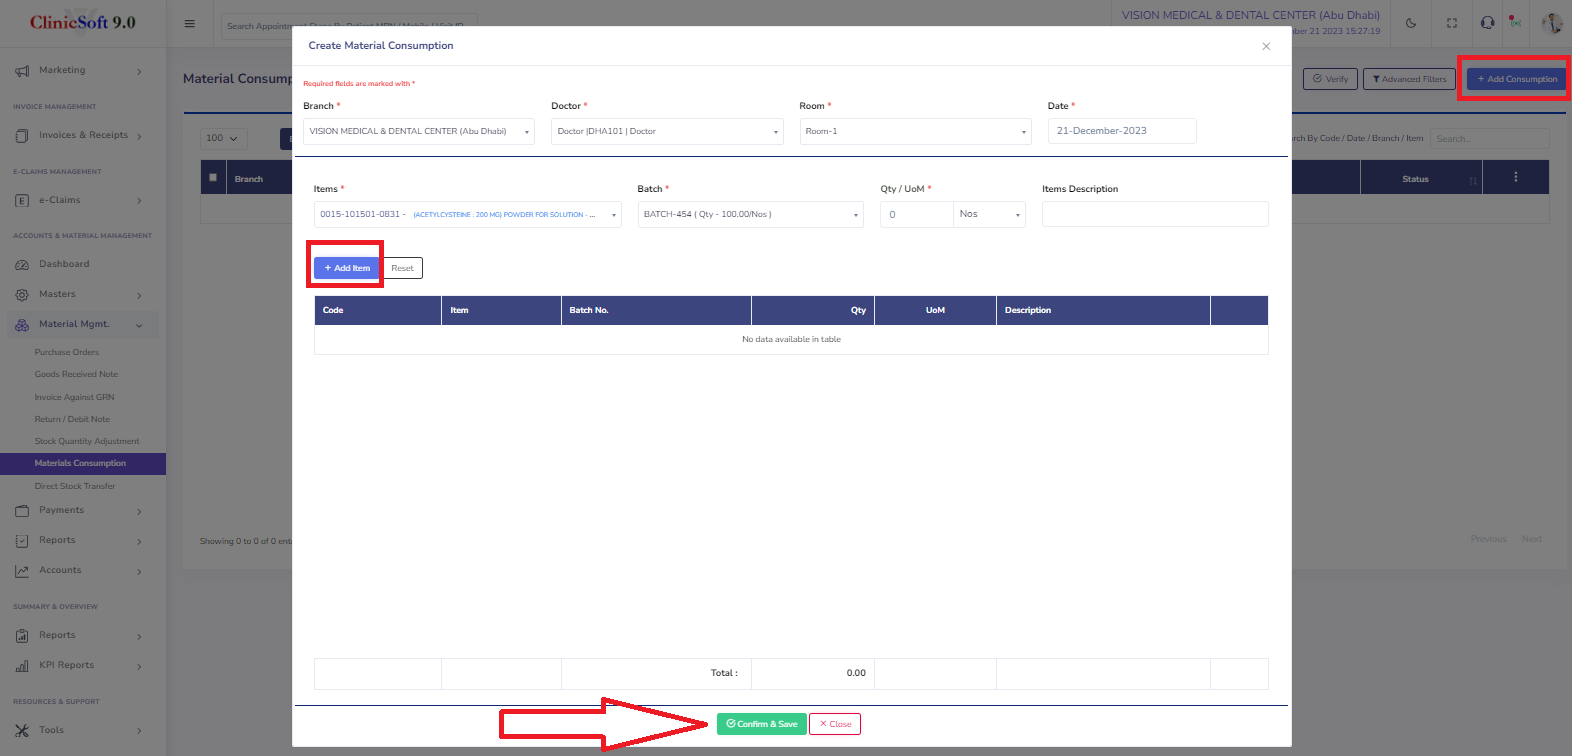 ClinicSoft 9.0
Search Appointment Steps By Patient MRN / Mobile / Visit ID
VISION MEDICAL & DENTAL CENTER (Abu Dhabi)
ber 21 2023 15:27:19
Marketing
INVOICE MANAGEMENT
Invoices & Receipts
E-CLAIMS MANAGEMENT
e-Claims
ACCOUNTS & MATERIAL MANAGEMENT
Dashboard
Masters
Material Mgmt.
Purchase Orders
Goods Received Note
Invoice Against GRN
Return / Debit Note
Stock Quantity Adjustment
Materials Consumption
Direct Stock Transfer
Payments
Reports
Accounts
SUMMARY & OVERVIEW
Reports
KPI Reports
RESOURCES & SUPPORT
Tools
Material Consump
Verify
Advanced Filters
+ Add Consumption
100
rch By Code / Date / Branch / Item
Search...
Branch
Status
Showing 0 to 0 of 0 ent
Previous
Next
Create Material Consumption
×
Required fields are marked with *
Branch *
Doctor *
Room *
Date *
VISION MEDICAL & DENTAL CENTER (Abu Dhabi)
Doctor |DHA101 | Doctor
Room-1
21-December-2023
Items *
Batch *
Qty / UoM *
Items Description
0015-101501-0831 - (ACETYLCYSTEINE : 200 MG) POWDER FOR SOLUTION - ...
BATCH-454 ( Qty - 100.00/Nos )
0
Nos
+ Add Item
Reset
Code
Item
Batch No.
Qty
UoM
Description
No data available in table
Total :
0.00
Confirm & Save
× Close